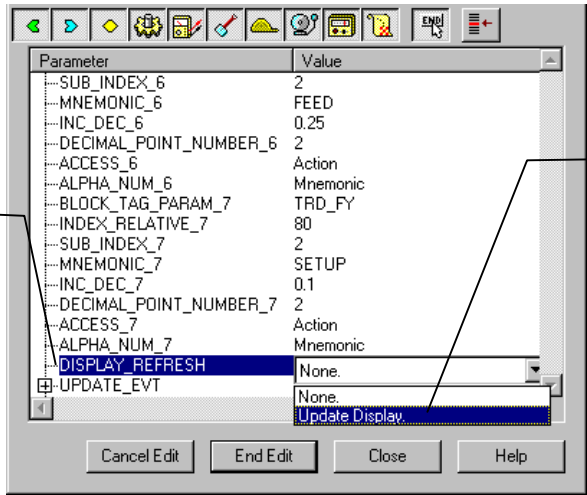 END
Parameter Value
SUB_INDEX_6 2
MNEMONIC_6 FEED
INC_DEC_6 0.25
DECIMAL_POINT_NUMBER_6 2
ACCESS_6 Action
ALPHA_NUM_6 Mnemonic
BLOCK_TAG_PARAM_7 TRD_FY
INDEX_RELATIVE_7 80
SUB_INDEX_7 2
MNEMONIC_7 SETUP
INC_DEC_7 0.1
DECIMAL_POINT_NUMBER_7 2
ACCESS_7 Action
ALPHA_NUM_7 Mnemonic
DISPLAY_REFRESH None.
UPDATE_EVT
None.
Update Display.
Cancel Edit End Edit Close Help